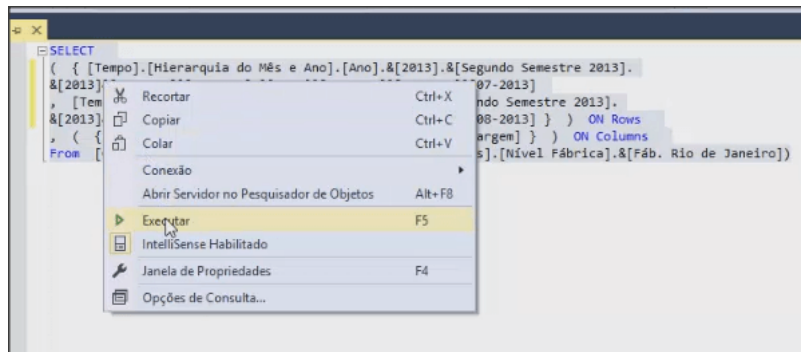 SELECT
( { [Tempo].[Hierarquia do Mês e Ano].[Ano].&[2013].&[Segundo Semestre 2013].
&[2013] 07-2013]
, [Tem ndo Semestre 2013].
&[2013] 08-2013] } ) ON Rows
, ( { argem] } ) ON Columns
From [ s].[Nível Fábrica].&[Fáb. Rio de Janeiro])
Recortar Ctrl+X
Copiar Ctrl+C
Colar Ctrl+V
Conexão
Abrir Servidor no Pesquisador de Objetos Alt+F8
Executar F5
IntelliSense Habilitado
Janela de Propriedades F4
Opções de Consulta...